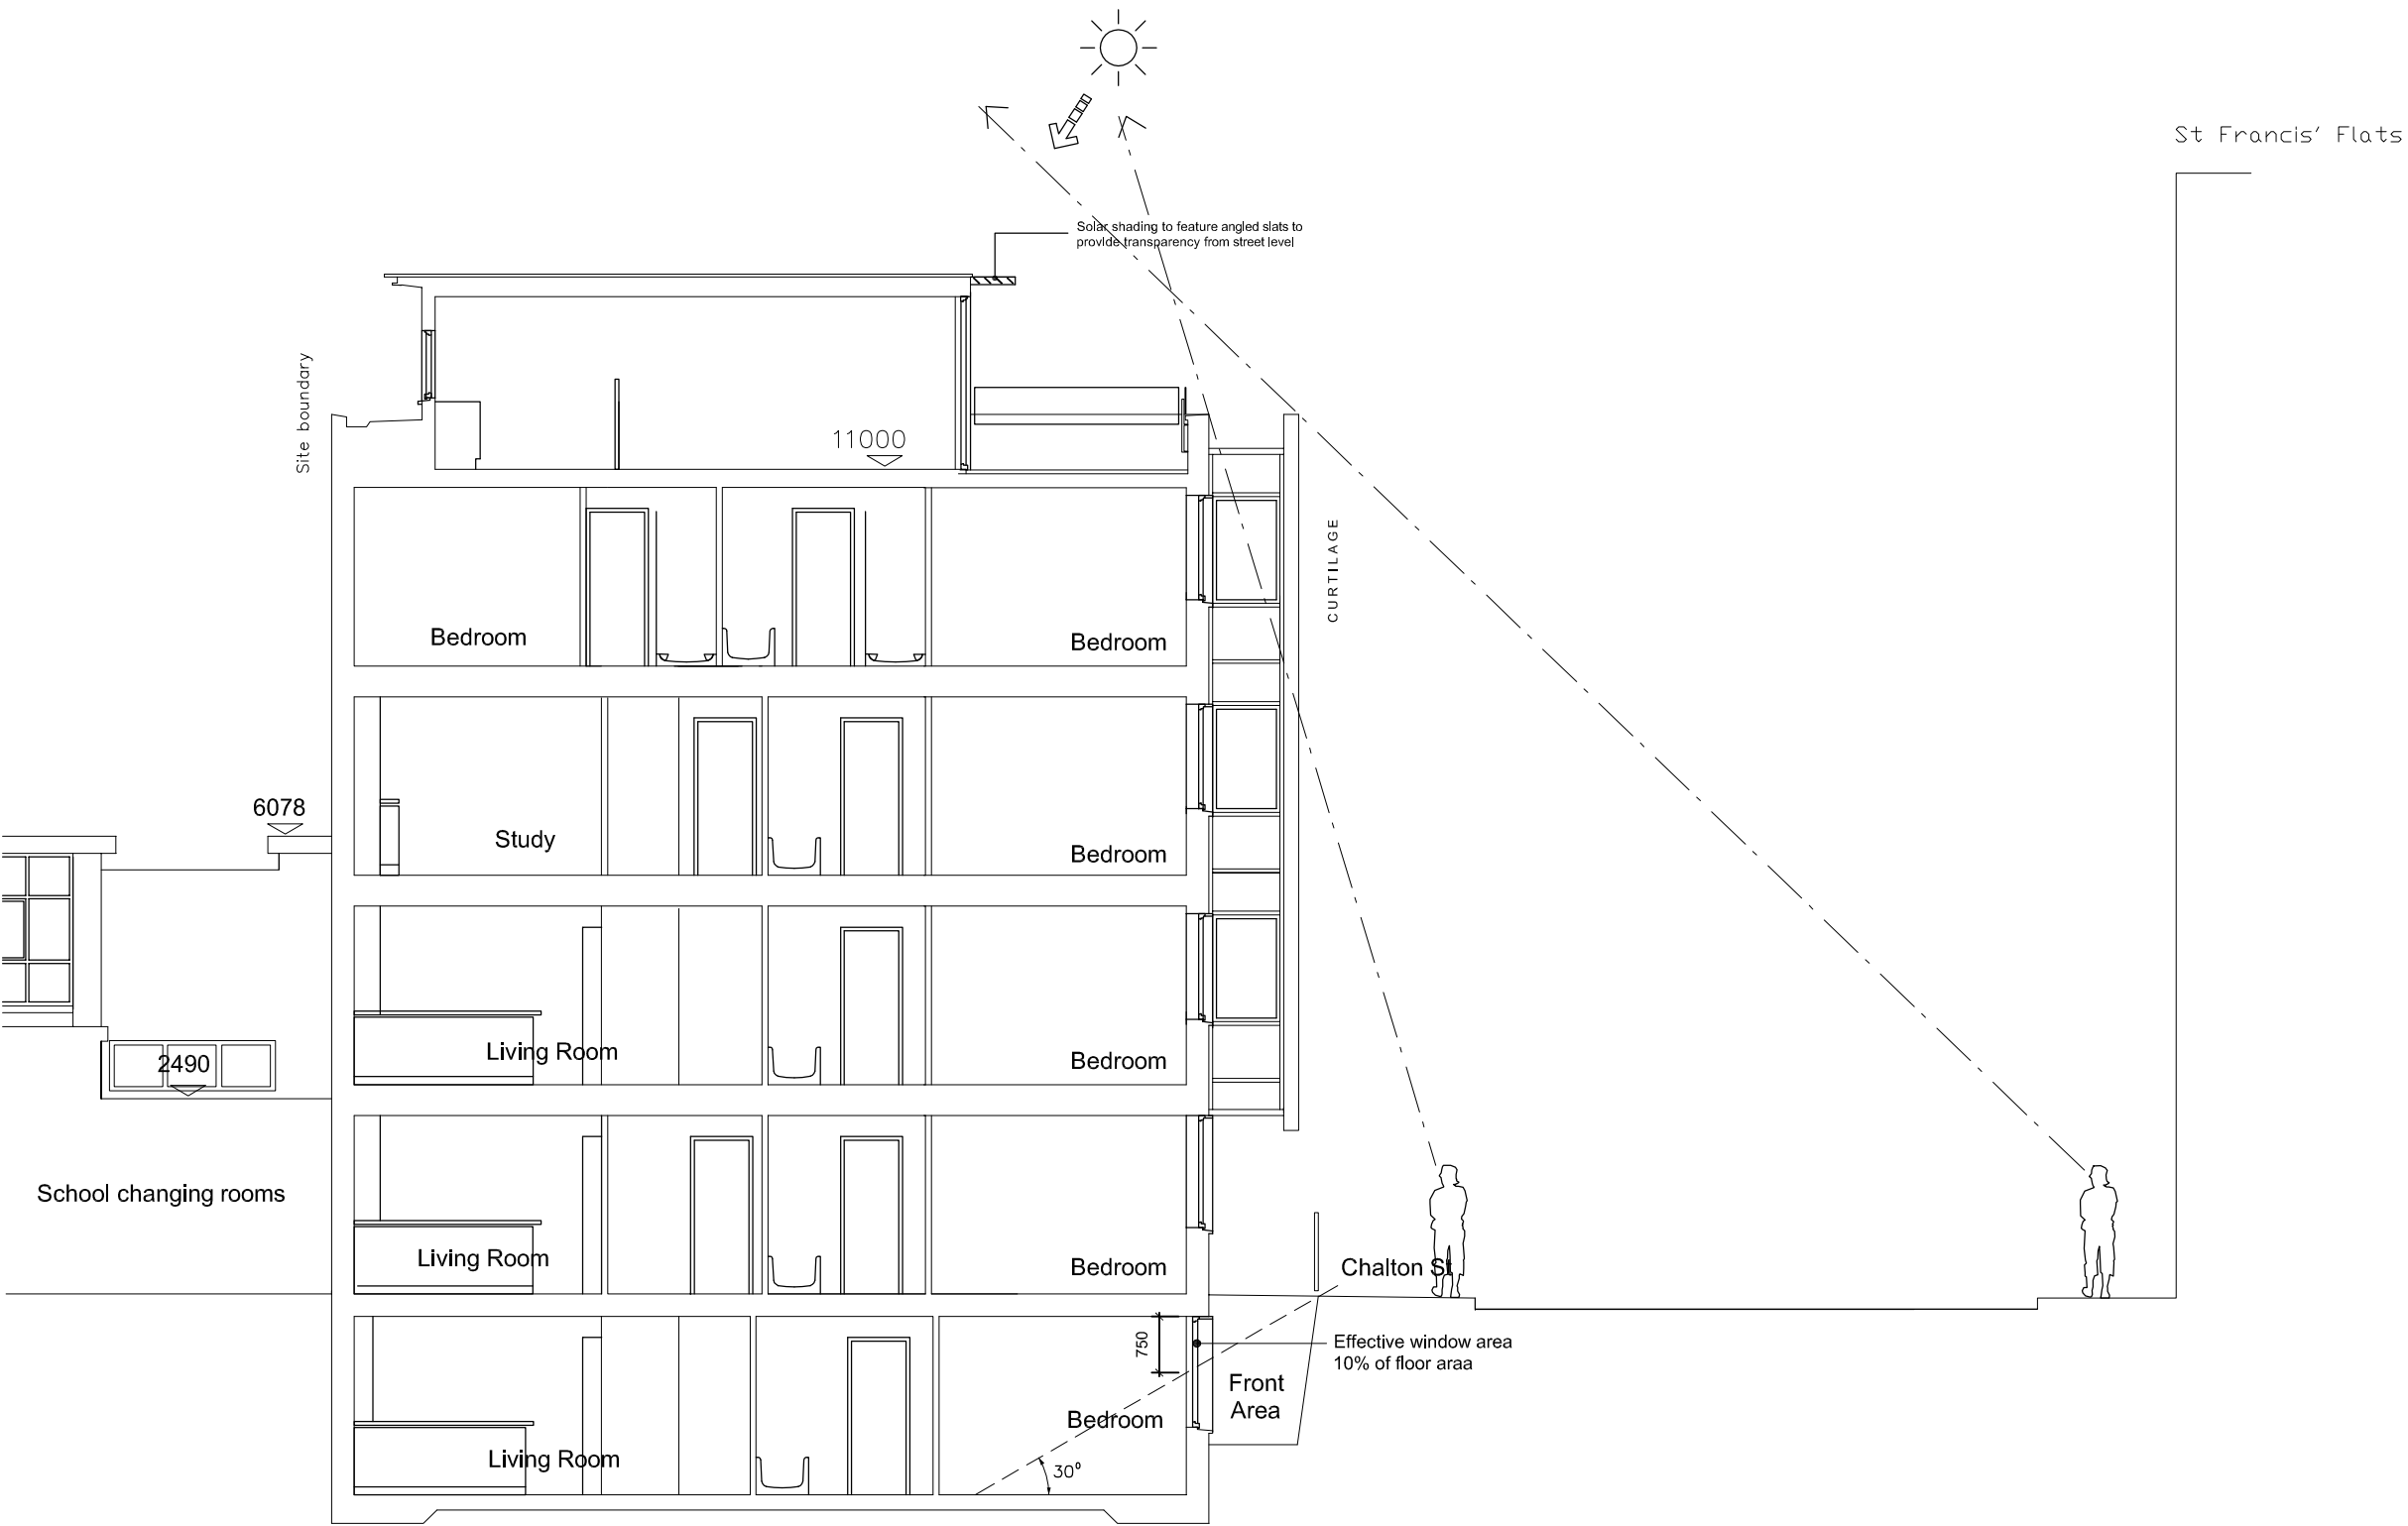 St Francis' Flats
Solar shading to feature angled slats to
provide transparency from street level
Site boundary
11000
CURTILAGE
Bedroom
Bedroom
6078
Study
Bedroom
2490
Living Room
Bedroom
School changing rooms
Living Room
Bedroom
Chalton St
750
Effective window area
10% of floor araa
Front
Area
Bedroom
Living Room
30°